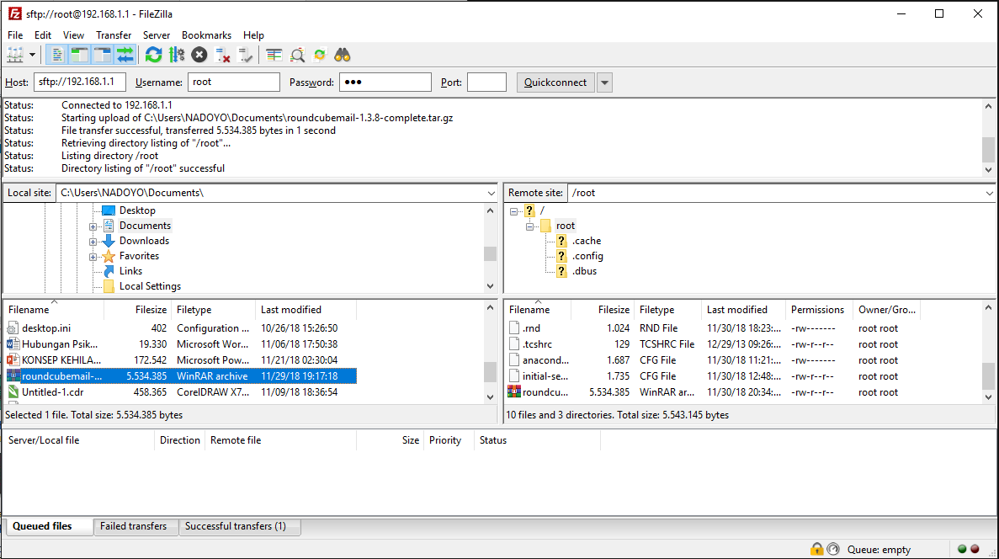 sftp://root@192.168.1.1 - FileZilla
File Edit View Transfer Server Bookmarks Help
Host: sftp://192.168.1.1 Username: root Password: ●●● Port: Quickconnect
Status: Connected to 192.168.1.1
Status: Starting upload of C:\Users\NADOYO\Documents\roundcubemail-1.3.8-complete.tar.gz
Status: File transfer successful, transferred 5.534.385 bytes in 1 second
Status: Retrieving directory listing of "/root"...
Status: Listing directory /root
Status: Directory listing of "/root" successful
Local site: C:\Users\NADOYO\Documents\
Desktop
Documents
Downloads
Favorites
Links
Local Settings
Remote site: /root
/
root
.cache
.config
.dbus
Filename Filesize Filetype Last modified
desktop.ini 402 Configuration ... 10/26/18 15:26:50
Hubungan Psik... 19.330 Microsoft Wor... 11/06/18 17:50:38
KONSEP KEHILA... 172.542 Microsoft Pow... 11/21/18 02:30:04
roundcubemail-... 5.534.385 WinRAR archive 11/29/18 19:17:18
Untitled-1.cdr 458.365 CorelDRAW X7... 11/09/18 18:36:54
Selected 1 file. Total size: 5.534.385 bytes
Filename Filesize Filetype Last modified Permissions Owner/Gro...
.rnd 1.024 RND File 11/30/18 18:23:... -rw------- root root
.tcshrc 129 TCSHRC File 12/29/13 09:26:... -rw-r--r-- root root
anacond... 1.687 CFG File 11/30/18 11:21:... -rw------- root root
initial-se... 1.735 CFG File 11/30/18 12:48:... -rw-r--r-- root root
roundcu... 5.534.385 WinRAR ar... 11/30/18 20:34:... -rw-r--r-- root root
10 files and 3 directories. Total size: 5.543.145 bytes
Server/Local file Direction Remote file Size Priority Status
Queued files Failed transfers Successful transfers (1)
Queue: empty